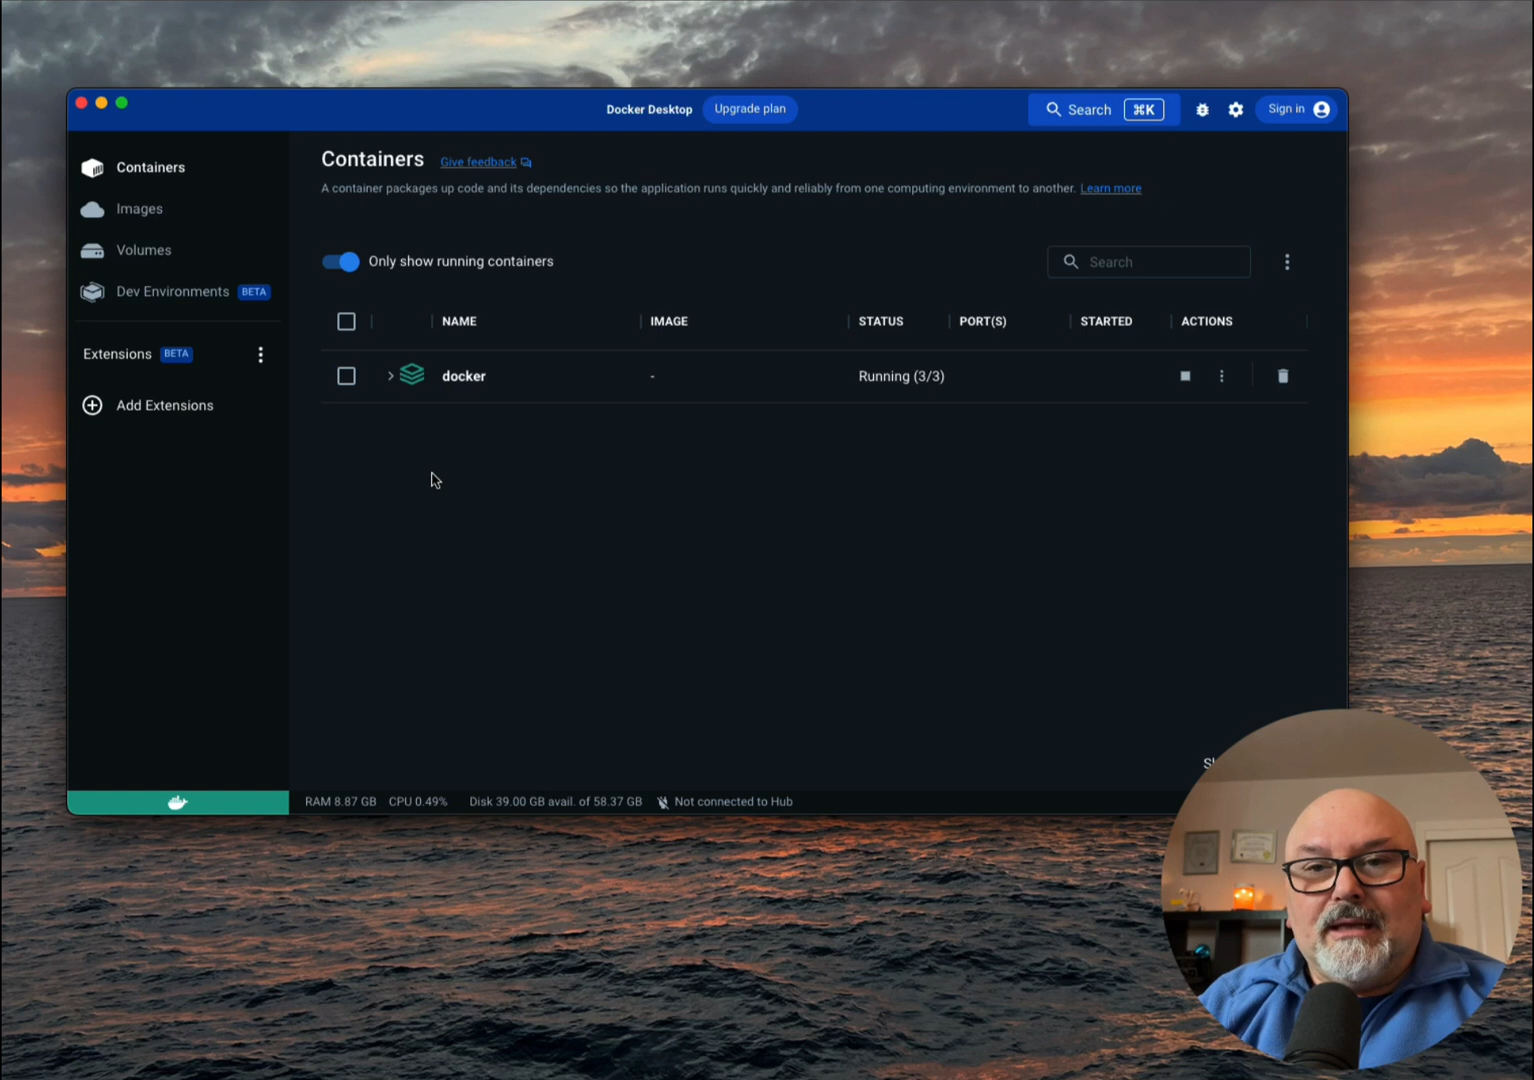 Docker Desktop
Upgrade plan
Search
⌘K
Sign in
Containers
Images
Volumes
Dev Environments BETA
Extensions BETA
Add Extensions
Containers Give feedback
A container packages up code and its dependencies so the application runs quickly and reliably from one computing environment to another. Learn more
Only show running containers
Search
NAME IMAGE STATUS PORT(S) STARTED ACTIONS
docker - Running (3/3)
RAM 8.87 GB CPU 0.49% Disk 39.00 GB avail. of 58.37 GB Not connected to Hub